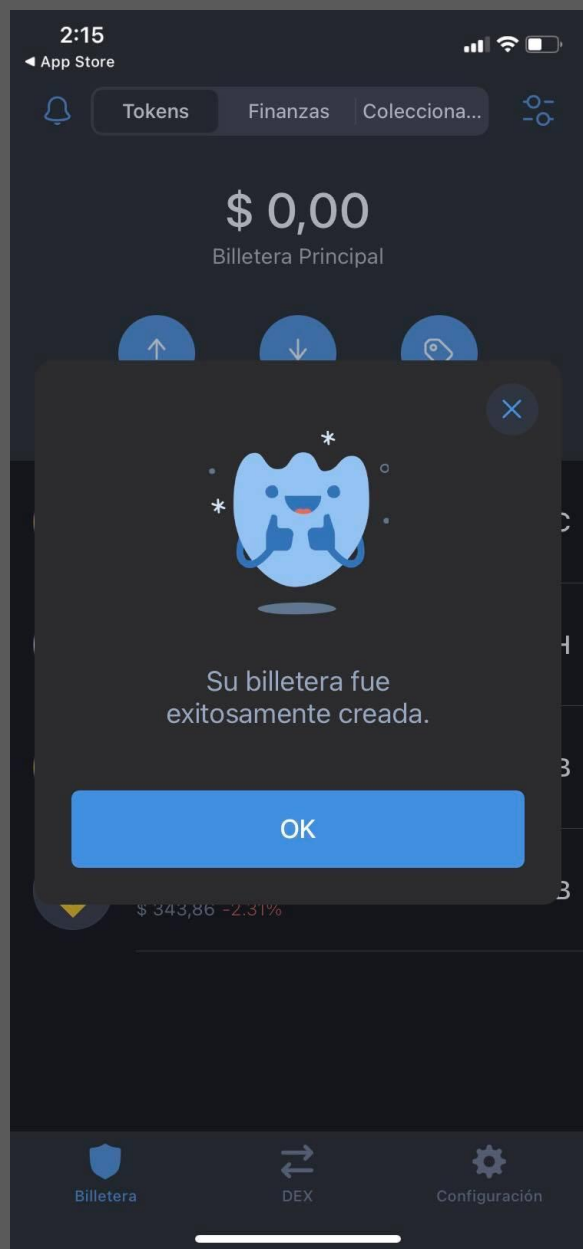 2:15
◀ App Store
Tokens Finanzas Colecciona...
$ 0,00
Billetera Principal
C
H
B
Su billetera fue
exitosamente creada.
OK
B
$ 343,86 -2.31%
Billetera DEX Configuración